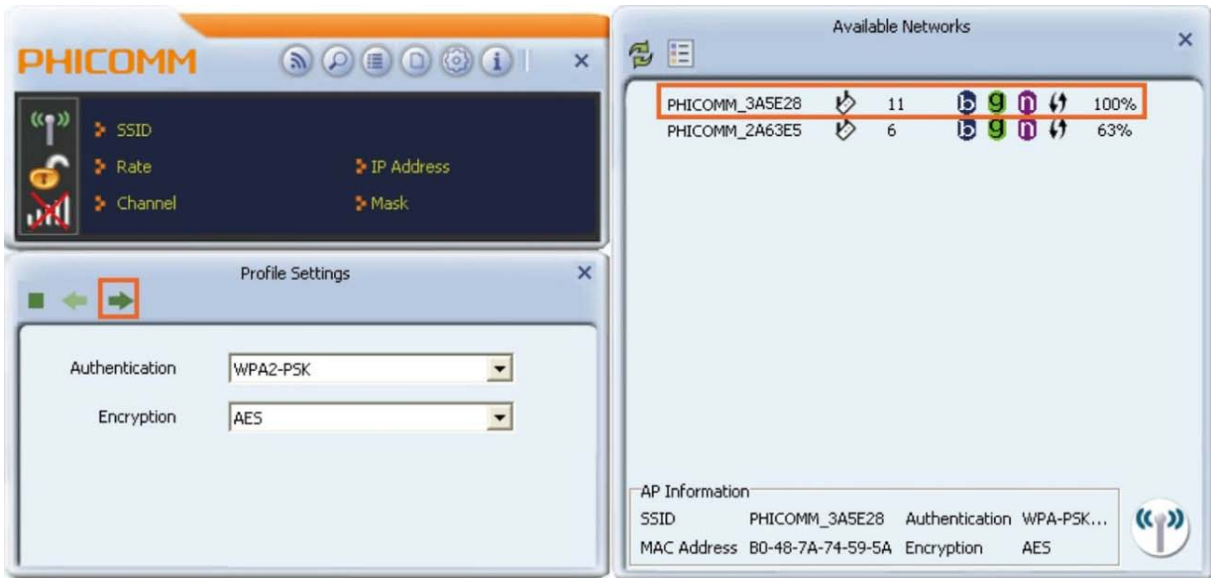 PHICOMM
SSID
Rate IP Address
Channel Mask
Profile Settings
Authentication WPA2-PSK
Encryption AES
Available Networks
PHICOMM_3A5E28 11 b g n 100%
PHICOMM_2A63E5 6 b g n 63%
AP Information
SSID PHICOMM_3A5E28 Authentication WPA-PSK...
MAC Address B0-48-7A-74-59-5A Encryption AES